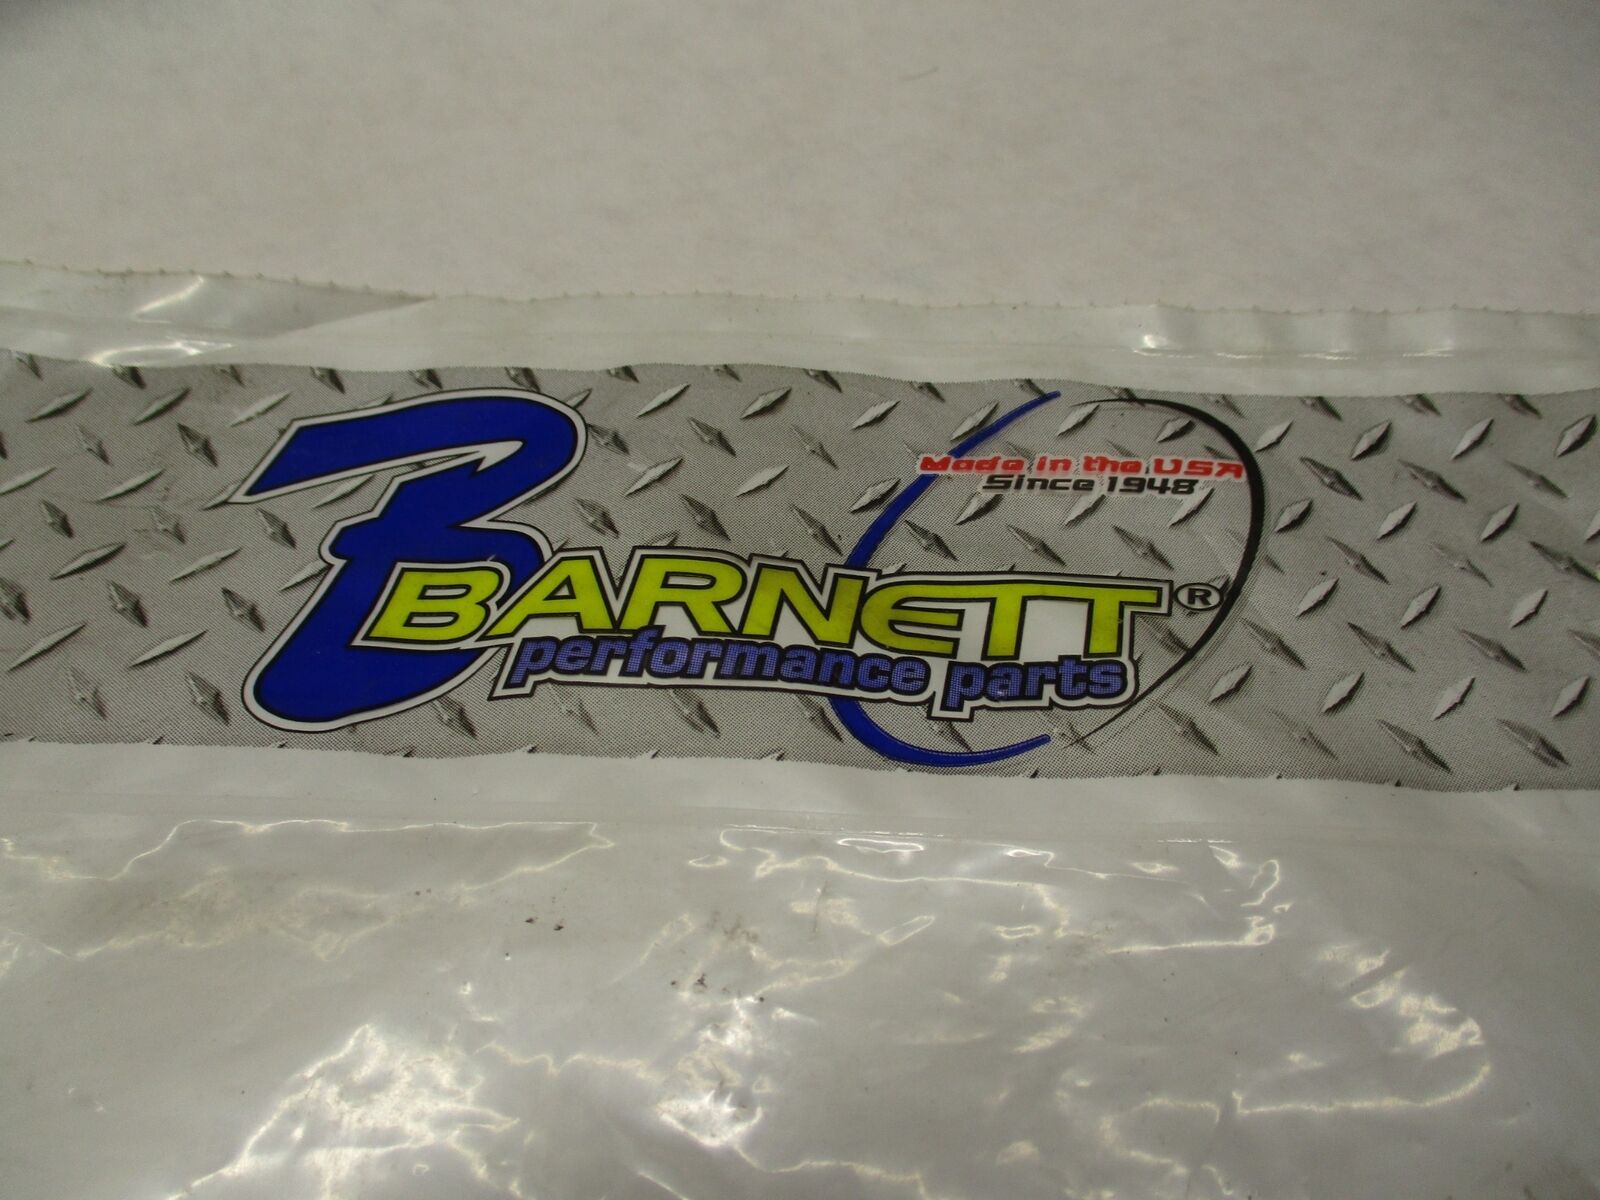 Made in the USA
Since 1948
B
BARNETT®
performance parts